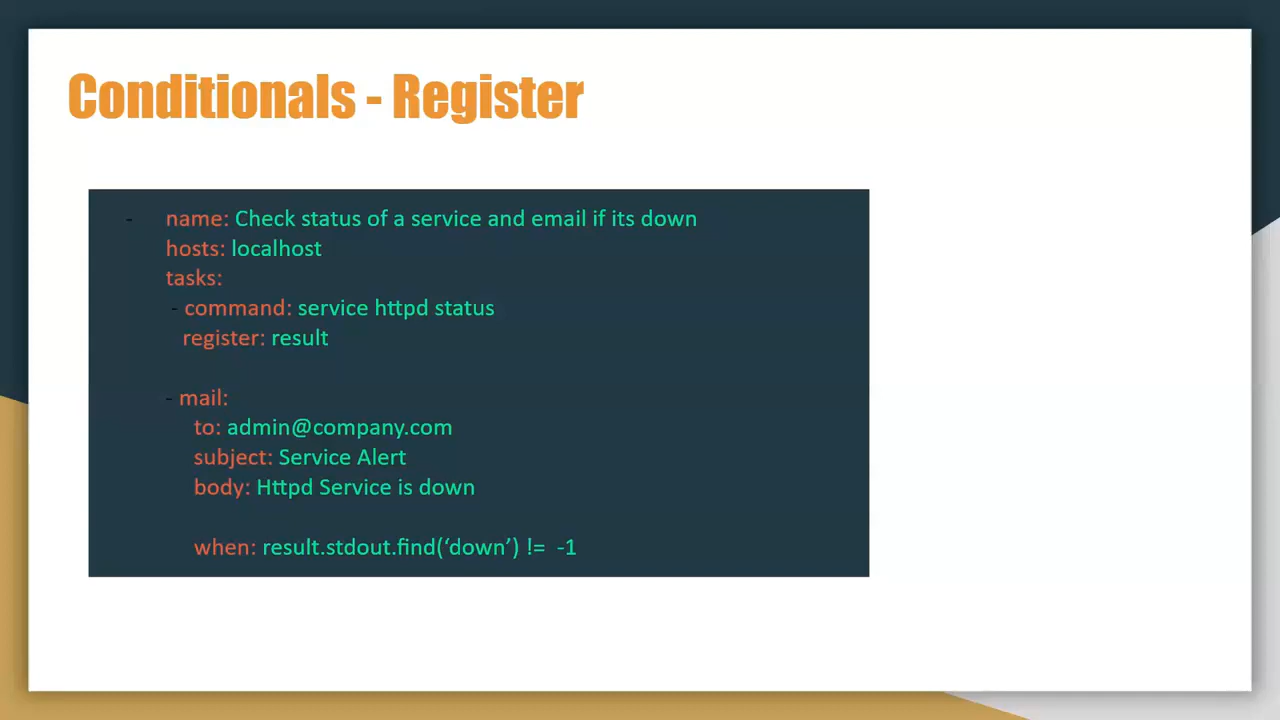 Conditionals - Register
- name: Check status of a service and email if its down
hosts: localhost
tasks:
- command: service httpd status
register: result
- mail:
to: admin@company.com
subject: Service Alert
body: Httpd Service is down
when: result.stdout.find(‘down’) != -1